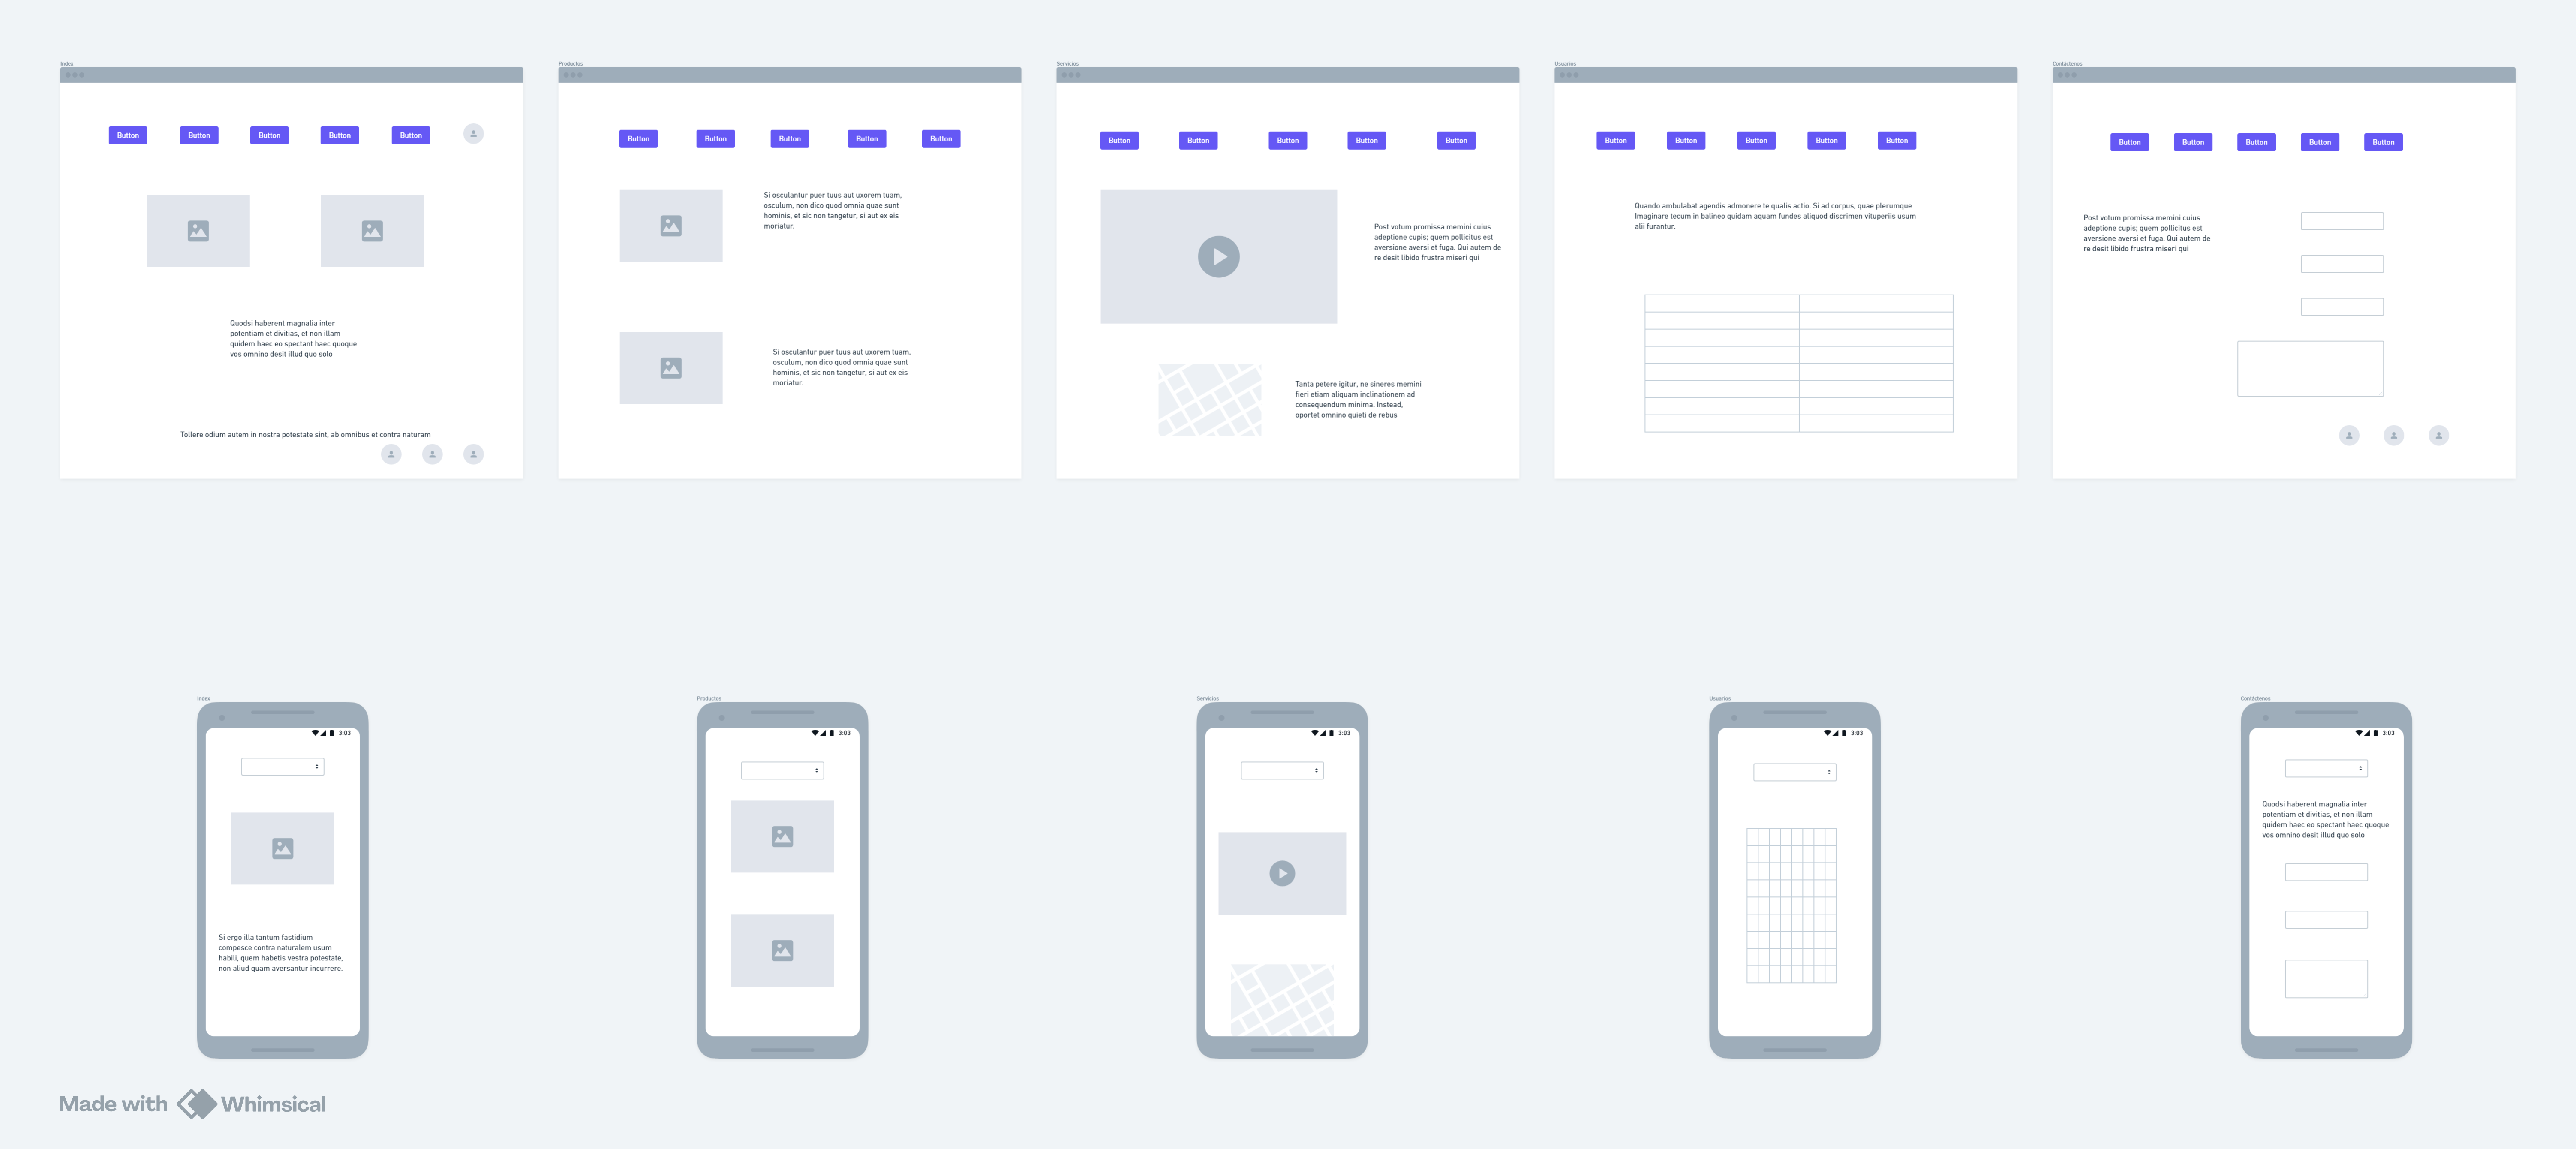 Index
Button Button Button Button Button
Quodsi haberent magnalia inter
potentiam et divitias, et non illam
quidem haec eo spectant haec quoque
vos omnino desit illud quo solo
Tollere odium autem in nostra potestate sint, ab omnibus et contra naturam
Productos
Button Button Button Button Button
Si osculantur puer tuus aut uxorem tuam,
osculum, non dico quod omnia quae sunt
hominis, et sic non tangetur, si aut ex eis
moriatur.
Si osculantur puer tuus aut uxorem tuam,
osculum, non dico quod omnia quae sunt
hominis, et sic non tangetur, si aut ex eis
moriatur.
Servicios
Button Button Button Button Button
Post votum promissa memini cuius
adeptione cupis; quem pollicitus est
aversione aversi et fuga. Qui autem de
re desit libido frustra miseri qui
Tanta petere igitur, ne sineres memini
fieri etiam aliquam inclinationem ad
consequendum minima. Instead,
oportet omnino quieti de rebus
Usuarios
Button Button Button Button Button
Quando ambulabat agendis admonere te qualis actio. Si ad corpus, quae plerumque
Imaginare tecum in balineo quidam aquam fundes aliquod discrimen vituperiis usum
alii furantur.
Contáctenos
Button Button Button Button Button
Post votum promissa memini cuius
adeptione cupis; quem pollicitus est
aversione aversi et fuga. Qui autem de
re desit libido frustra miseri qui
Index
3:03
Si ergo illa tantum fastidium
compesce contra naturalem usum
habili, quem habetis vestra potestate,
non aliud quam aversantur incurrere.
Productos
3:03
Servicios
3:03
Usuarios
3:03
Contáctenos
3:03
Quodsi haberent magnalia inter
potentiam et divitias, et non illam
quidem haec eo spectant haec quoque
vos omnino desit illud quo solo
Made with Whimsical